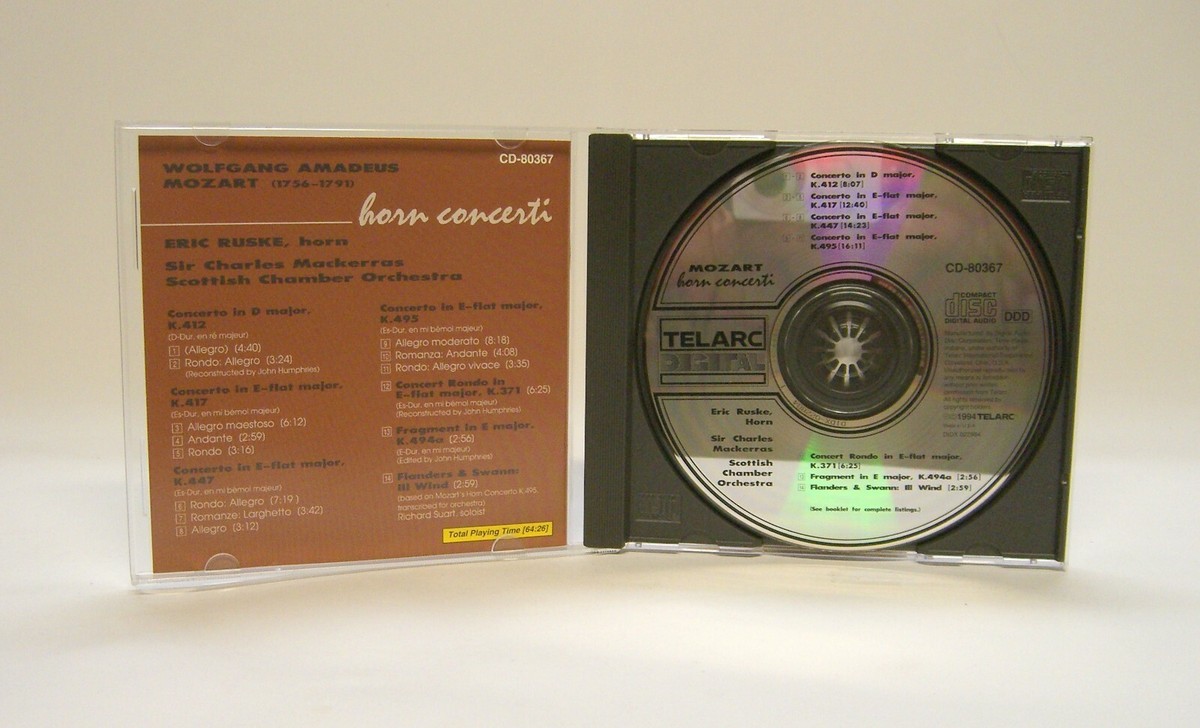 WOLFGANG AMADEUS
MOZART (1756–1791)
CD-80367
horn concerti
ERIC RUSKE, horn
Sir Charles Mackerras
Scottish Chamber Orchestra
Concerto in D major,
K.412
(D-Dur, en ré majeur)
1 (Allegro) (4:40)
2 Rondo: Allegro (3:24)
(Reconstructed by John Humphries)
Concerto in E-flat major,
K.417
(Es-Dur, en mi bémol majeur)
3 Allegro maestoso (6:12)
4 Andante (2:59)
5 Rondo (3:16)
Concerto in E-flat major,
K.447
(Es-Dur, en mi bémol majeur)
6 Rondo: Allegro (7:19)
7 Romanze: Larghetto (3:42)
8 Allegro (3:12)
Concerto in E-flat major,
K.495
(Es-Dur, en mi bémol majeur)
9 Allegro moderato (8:18)
10 Romanza: Andante (4:08)
11 Rondo: Allegro vivace (3:35)
12 Concert Rondo in
E-flat major, K.371 (6:25)
(Es-Dur, en mi bémol majeur)
(Reconstructed by John Humphries)
13 Fragment in E major,
K.494a (2:56)
(E-Dur, en mi majeur)
(Edited by John Humphries)
14 Flanders & Swann:
Ill Wind (2:59)
(based on Mozart's Horn Concerto K.495,
transcribed for orchestra)
Richard Suart, soloist
Total Playing Time [64:26]
Concerto in D major,
K.412 [8:07]
Concerto in E-flat major,
K.417 [12:40]
Concerto in E-flat major,
K.447 [14:23]
Concerto in E-flat major,
K.495 [16:11]
MOZART
horn concerti
CD-80367
COMPACT
disc
DIGITAL AUDIO
DDD
TELARC
Eric Ruske,
Horn
Sir Charles
Mackerras
Scottish
Chamber
Orchestra
1994 TELARC
Concert Rondo in E-flat major,
K.371 [6:25]
Fragment in E major, K.494a [2:56]
Flanders & Swann: Ill Wind [2:59]
(See booklet for complete listings.)